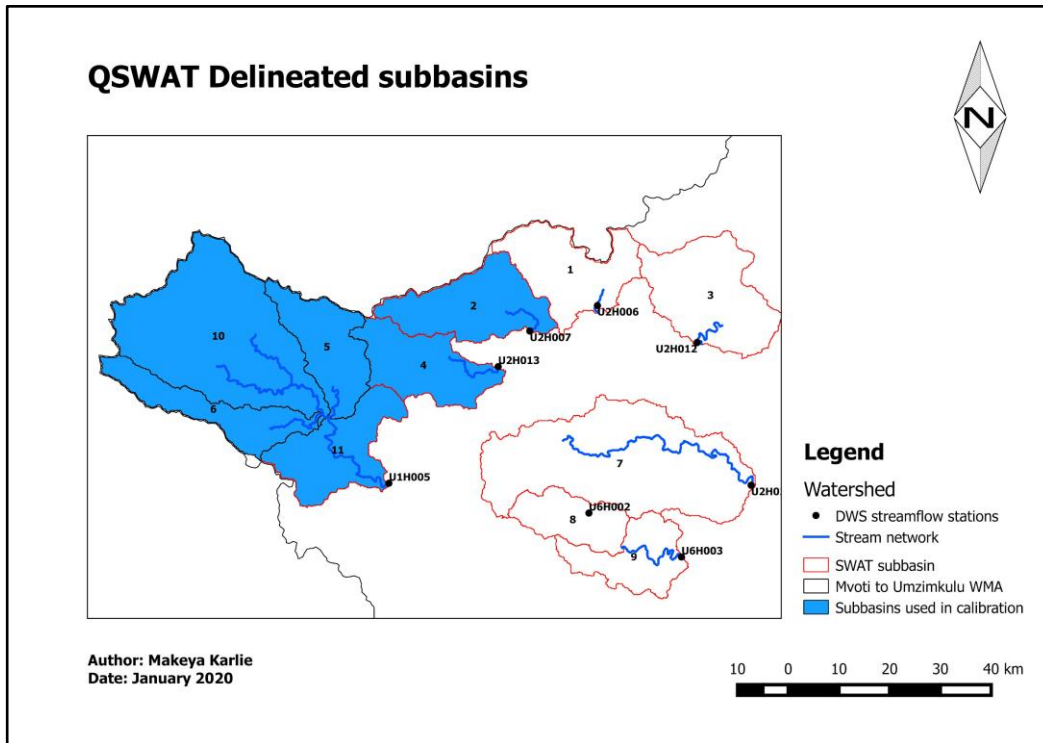 QSWAT Delineated subbasins
N
1
2
3
U2H006
10
5
U2H007
U2H012
4
U2H013
6
11
7
U1H005
U2H0
U6H002
8
9
U6H003
Legend
Watershed
DWS streamflow stations
Stream network
SWAT subbasin
Mvoti to Umzimkulu WMA
Subbasins used in calibration
Author: Makeya Karlie
Date: January 2020
10 0 10 20 30 40 km